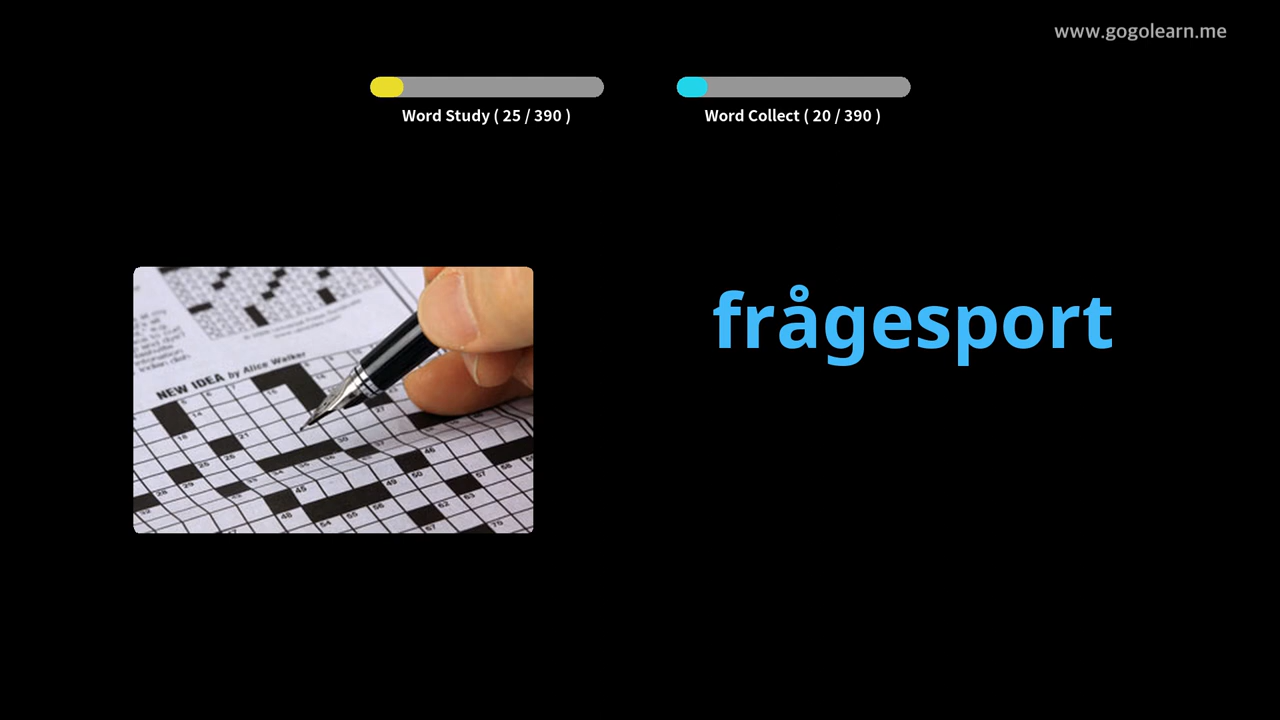 www.gogolearn.me
Word Study ( 25 / 390 )
Word Collect ( 20 / 390 )
frågesport
NEW IDEA by Alice Walker